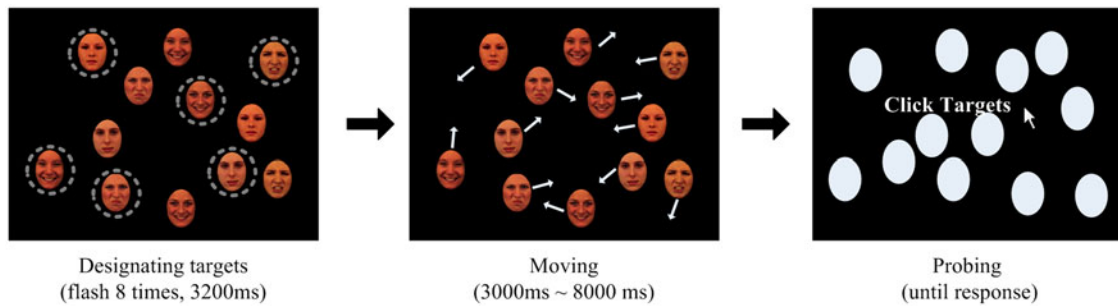 Click Targets
Designating targets
(flash 8 times, 3200ms)
Moving
(3000ms ~ 8000 ms)
Probing
(until response)